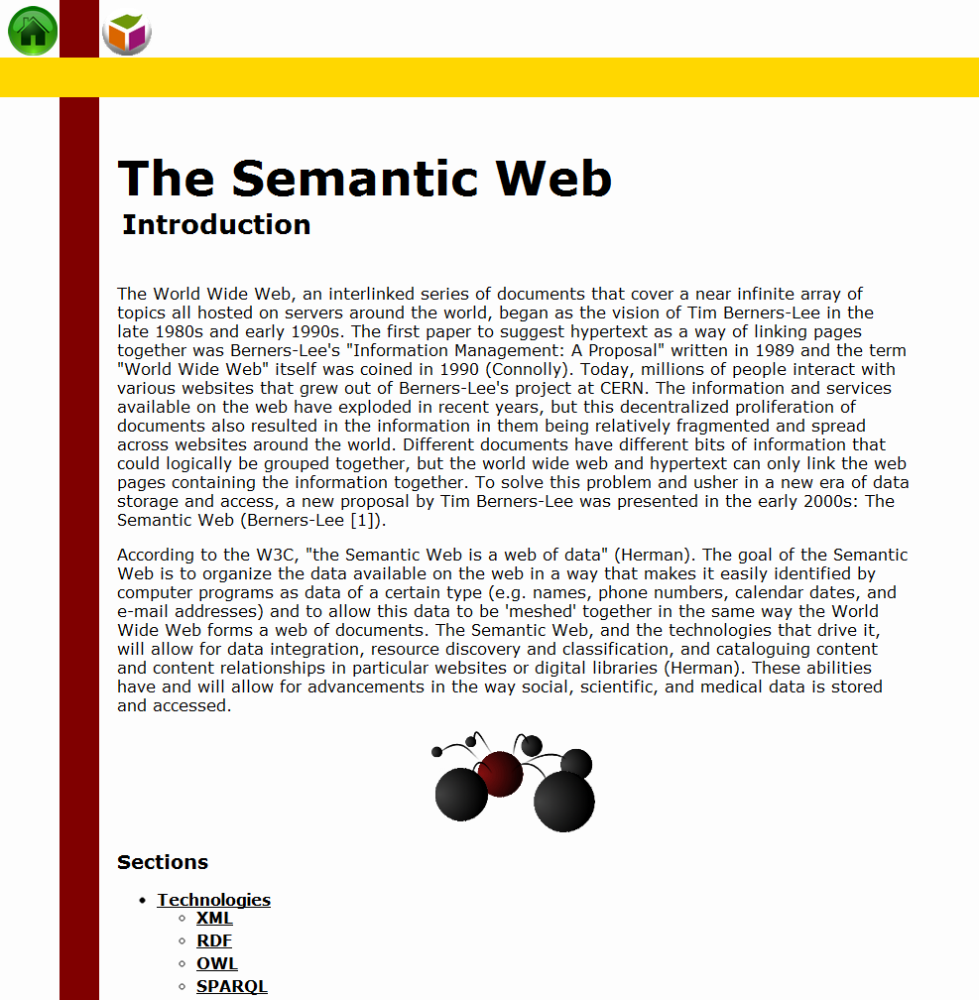 The Semantic Web
Introduction
The World Wide Web, an interlinked series of documents that cover a near infinite array of
topics all hosted on servers around the world, began as the vision of Tim Berners-Lee in the
late 1980s and early 1990s. The first paper to suggest hypertext as a way of linking pages
together was Berners-Lee's "Information Management: A Proposal" written in 1989 and the term
"World Wide Web" itself was coined in 1990 (Connolly). Today, millions of people interact with
various websites that grew out of Berners-Lee's project at CERN. The information and services
available on the web have exploded in recent years, but this decentralized proliferation of
documents also resulted in the information in them being relatively fragmented and spread
across websites around the world. Different documents have different bits of information that
could logically be grouped together, but the world wide web and hypertext can only link the web
pages containing the information together. To solve this problem and usher in a new era of data
storage and access, a new proposal by Tim Berners-Lee was presented in the early 2000s: The
Semantic Web (Berners-Lee [1]).
According to the W3C, "the Semantic Web is a web of data" (Herman). The goal of the Semantic
Web is to organize the data available on the web in a way that makes it easily identified by
computer programs as data of a certain type (e.g. names, phone numbers, calendar dates, and
e-mail addresses) and to allow this data to be 'meshed' together in the same way the World
Wide Web forms a web of documents. The Semantic Web, and the technologies that drive it,
will allow for data integration, resource discovery and classification, and cataloguing content
and content relationships in particular websites or digital libraries (Herman). These abilities
have and will allow for advancements in the way social, scientific, and medical data is stored
and accessed.
Sections
Technologies
XML
RDF
OWL
SPARQL